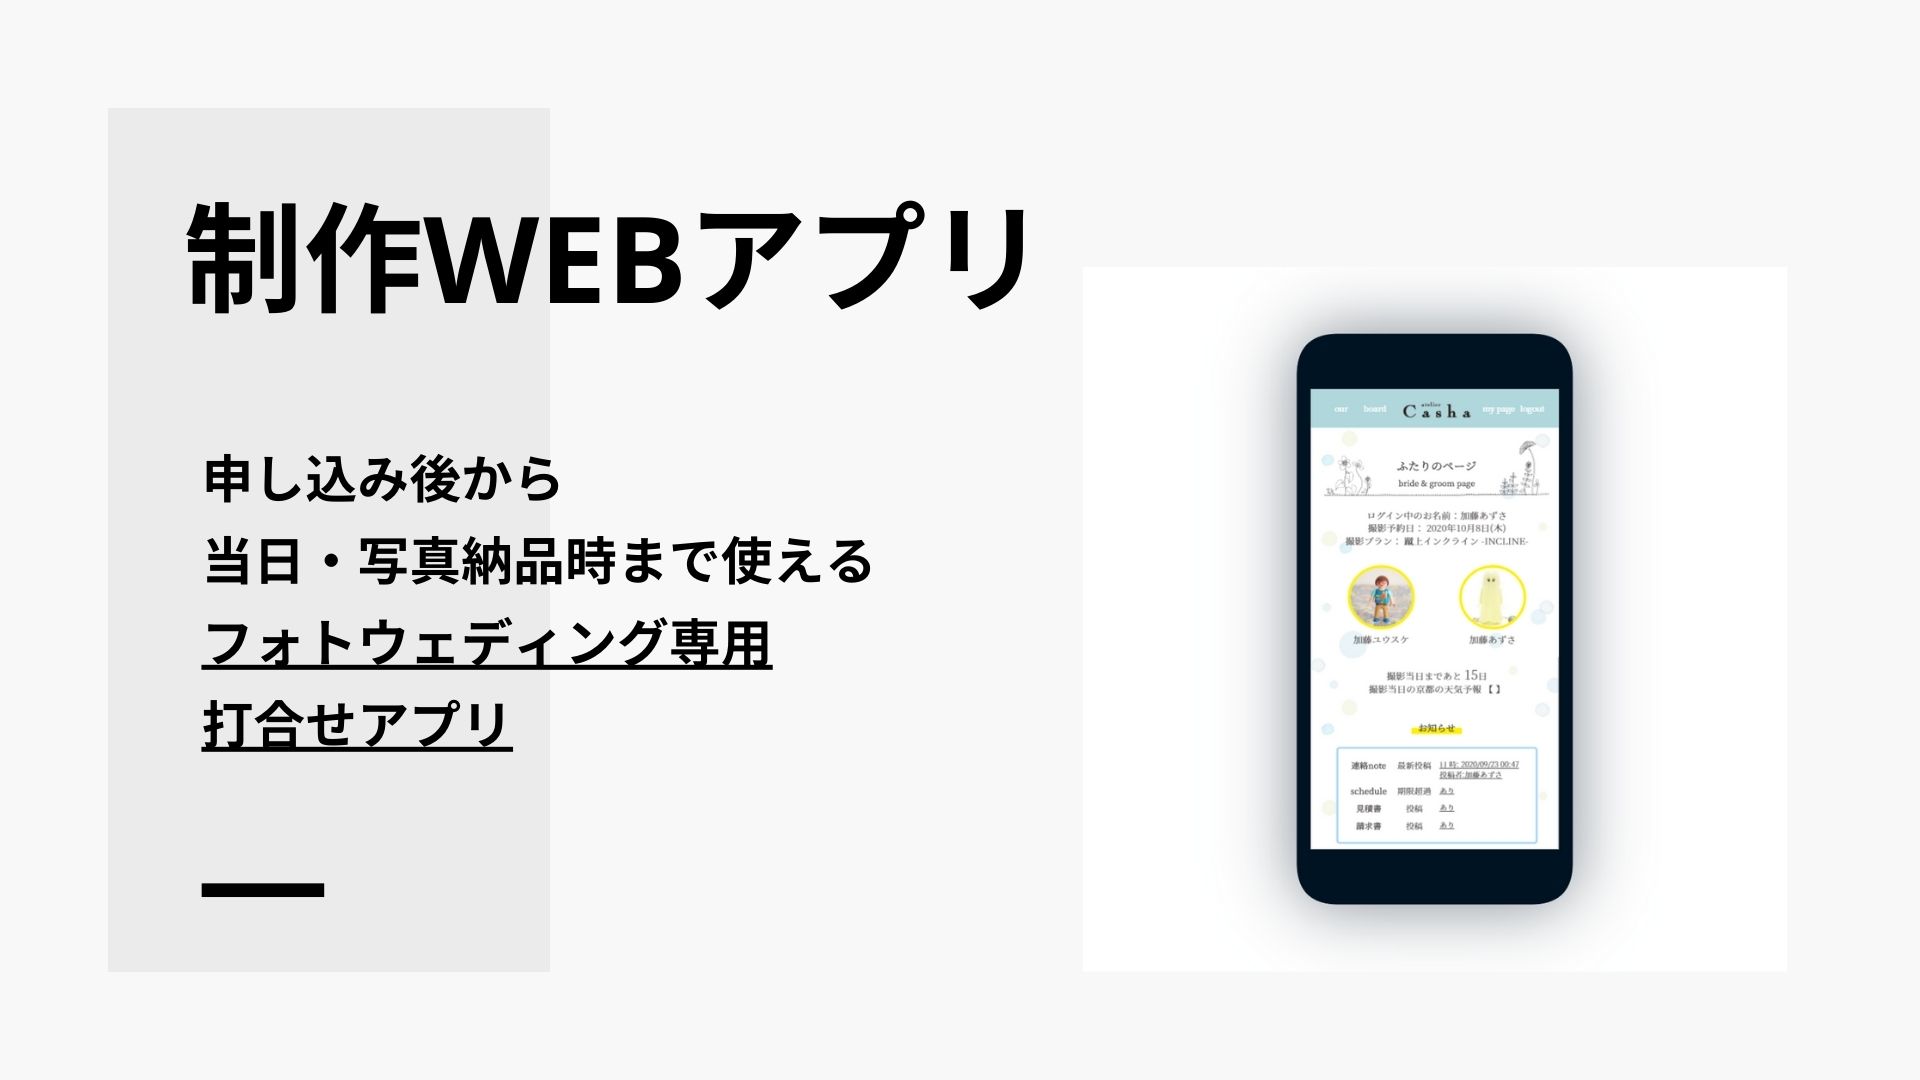 制作WEBアプリ
申し込み後から
当日・写真納品時まで使える
フォトウェディング専用
打合せアプリ
our board atelier Casha my page logout
ふたりのページ
bride & groom page
ログイン中のお名前：加藤あずさ
撮影予約日： 2020年10月8日(木)
撮影プラン： 蹴上インクライン -INCLINE-
加藤ユウスケ 加藤あずさ
撮影当日まであと 15日
撮影当日の京都の天気予報 【 】
お知らせ
連絡note 最新投稿 日時: 2020/09/23 00:47
投稿者:加藤あずさ
schedule 期限超過 あり
見積書 投稿 あり
請求書 投稿 あり